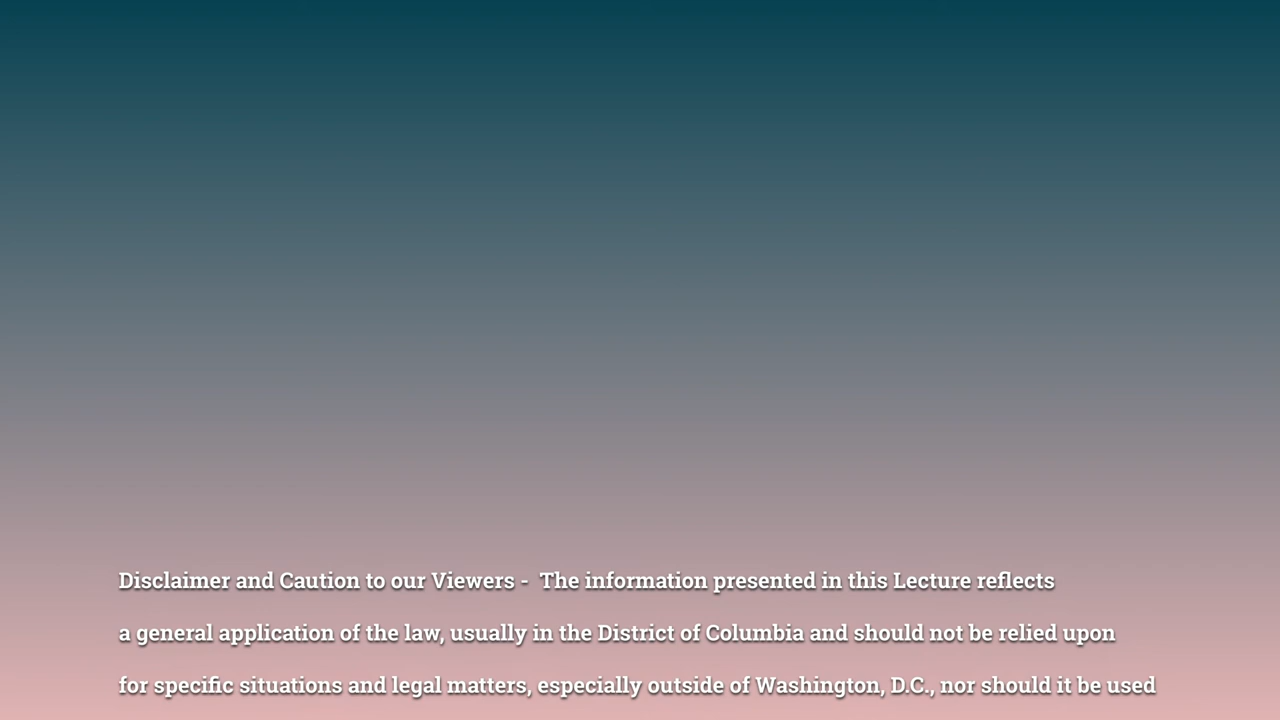 Disclaimer and Caution to our Viewers -  The information presented in this Lecture reflects
a general application of the law, usually in the District of Columbia and should not be relied upon
for specific situations and legal matters, especially outside of Washington, D.C., nor should it be used